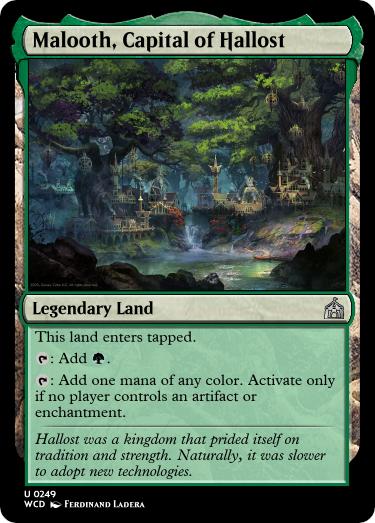 Malooth, Capital of Hallost
Legendary Land
This land enters tapped.
: Add .
: Add one mana of any color. Activate only
if no player controls an artifact or
enchantment.
Hallost was a kingdom that prided itself on
tradition and strength. Naturally, it was slower
to adopt new technologies.
U 0249
WCD Ferdinand Ladera